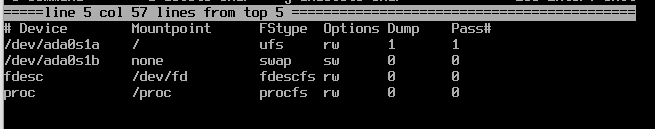 =====line 5 col 57 lines from top 5 ============================================
# Device Mountpoint FStype Options Dump Pass#
/dev/ada0s1a / ufs rw 1 1
/dev/ada0s1b none swap sw 0 0
fdesc /dev/fd fdescfs rw 0 0
proc /proc procfs rw 0 0